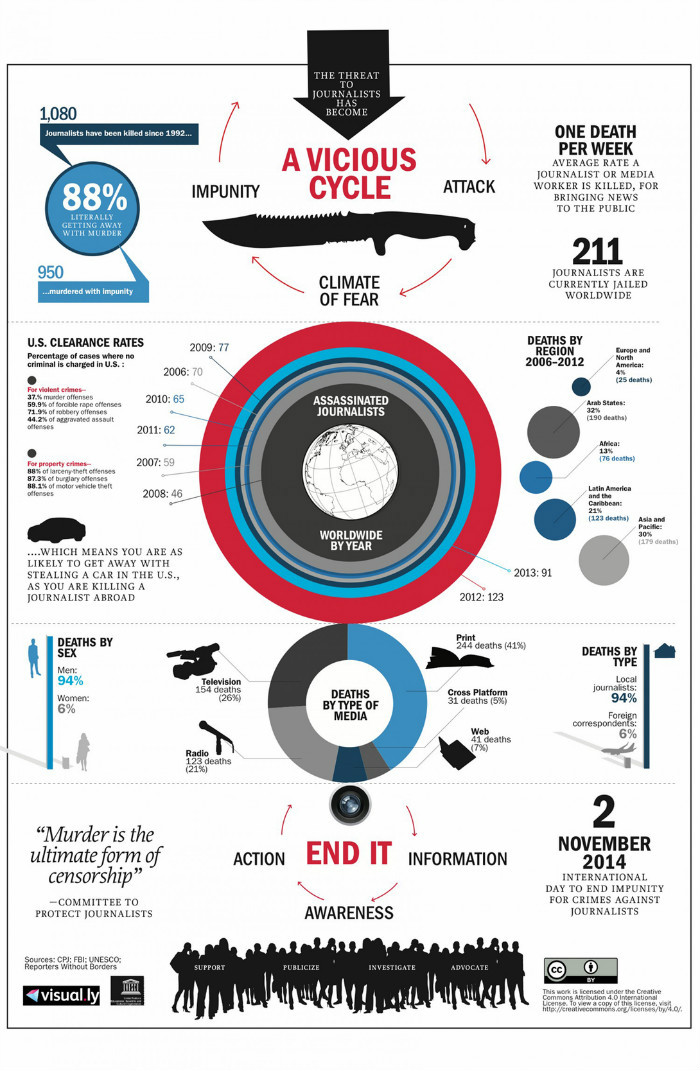 THE THREAT
TO
JOURNALISTS
HAS
BECOME
A VICIOUS
CYCLE
IMPUNITY
ATTACK
CLIMATE
OF FEAR
1,080
Journalists have been killed since 1992...
88%
LITERALLY
GETTING AWAY
WITH MURDER
950
...murdered with impunity
ONE DEATH
PER WEEK
AVERAGE RATE A
JOURNALIST OR MEDIA
WORKER IS KILLED, FOR
BRINGING NEWS
TO THE PUBLIC
211
JOURNALISTS ARE
CURRENTLY JAILED
WORLDWIDE
U.S. CLEARANCE RATES
Percentage of cases where no
criminal is charged in U.S. :
For violent crimes—
37.% murder offenses
59.9% of forcible rape offenses
71.9% of robbery offenses
44.2% of aggravated assault
offenses
For property crimes—
88% of larceny-theft offenses
87.3% of burglary offenses
88.1% of motor vehicle theft
offenses
....WHICH MEANS YOU ARE AS
LIKELY TO GET AWAY WITH
STEALING A CAR IN THE U.S.,
AS YOU ARE KILLING A
JOURNALIST ABROAD
2009: 77
2006: 70
2010: 65
2011: 62
2007: 59
2008: 46
ASSASSINATED
JOURNALISTS
WORLDWIDE
BY YEAR
2013: 91
2012: 123
DEATHS BY
REGION
2006–2012
Europe and
North
America:
4%
(25 deaths)
Arab States:
32%
(190 deaths)
Africa:
13%
(76 deaths)
Latin America
and the
Caribbean:
21%
(123 deaths)
Asia and
Pacific:
30%
(179 deaths)
DEATHS BY
SEX
Men:
94%
Women:
6%
Television
154 deaths
(26%)
Radio
123 deaths
(21%)
DEATHS
BY TYPE OF
MEDIA
Print
244 deaths (41%)
Cross Platform
31 deaths (5%)
Web
41 deaths
(7%)
DEATHS BY
TYPE
Local
journalists:
94%
Foreign
correspondents:
6%
“Murder is the
ultimate form of
censorship”
—COMMITTEE TO
PROTECT JOURNALISTS
ACTION
END IT
INFORMATION
AWARENESS
2
NOVEMBER
2014
INTERNATIONAL
DAY TO END IMPUNITY
FOR CRIMES AGAINST
JOURNALISTS
SUPPORT
PUBLICIZE
INVESTIGATE
ADVOCATE
Sources: CPJ; FBI; UNESCO;
Reporters Without Borders
visual.ly
cc
BY
This work is licensed under the Creative
Commons Attribution 4.0 International
License. To view a copy of this license, visit
http://creativecommons.org/licenses/by/4.0/.